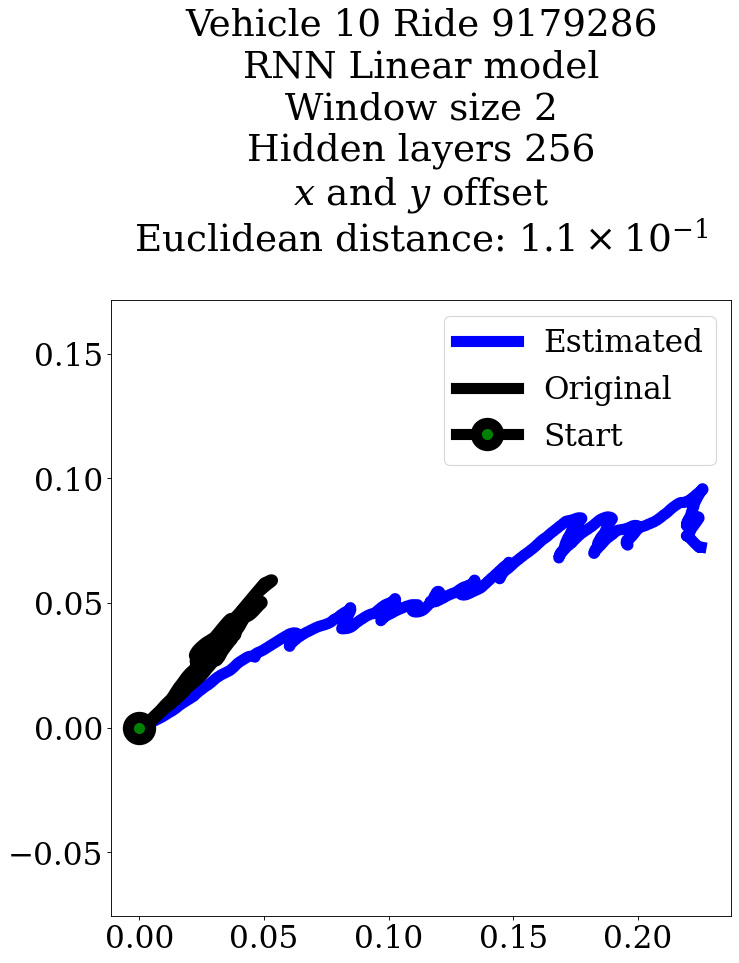 Vehicle 10 Ride 9179286
RNN Linear model
Window size 2
Hidden layers 256
x and y offset
Euclidean distance: 1.1 × 10⁻¹
Estimated
Original
Start
0.15
0.10
0.05
0.00
−0.05
0.00 0.05 0.10 0.15 0.20